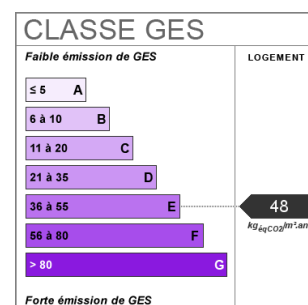 CLASSE GES
Faible émission de GES
LOGEMENT
≤ 5 A
6 à 10 B
11 à 20 C
21 à 35 D
36 à 55 E
48
kgéqCO2/m².an
56 à 80 F
> 80 G
Forte émission de GES